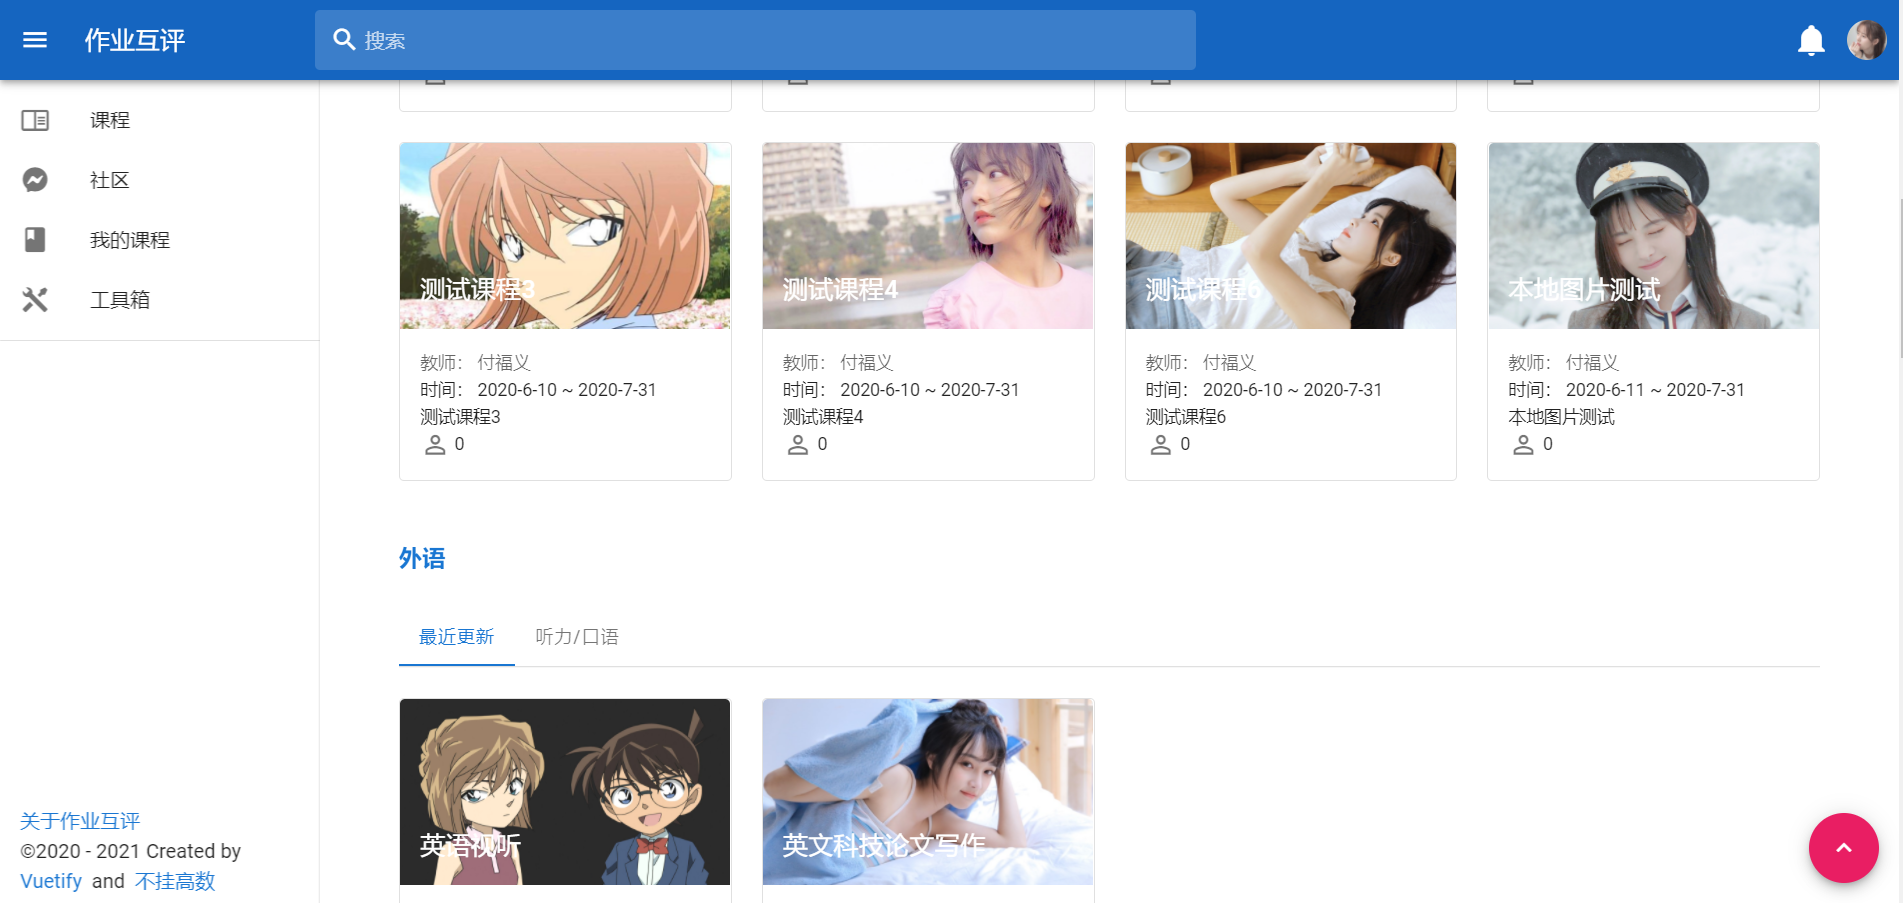 作业互评
搜索
课程
社区
我的课程
工具箱
测试课程3
教师： 付福义
时间： 2020-6-10 ~ 2020-7-31
测试课程3
0
测试课程4
教师： 付福义
时间： 2020-6-10 ~ 2020-7-31
测试课程4
0
测试课程6
教师： 付福义
时间： 2020-6-10 ~ 2020-7-31
测试课程6
0
本地图片测试
教师： 付福义
时间： 2020-6-11 ~ 2020-7-31
本地图片测试
0
外语
最近更新
听力/口语
英语视听
英文科技论文写作
关于作业互评
©2020 - 2021 Created by
Vuetify and 不挂高数